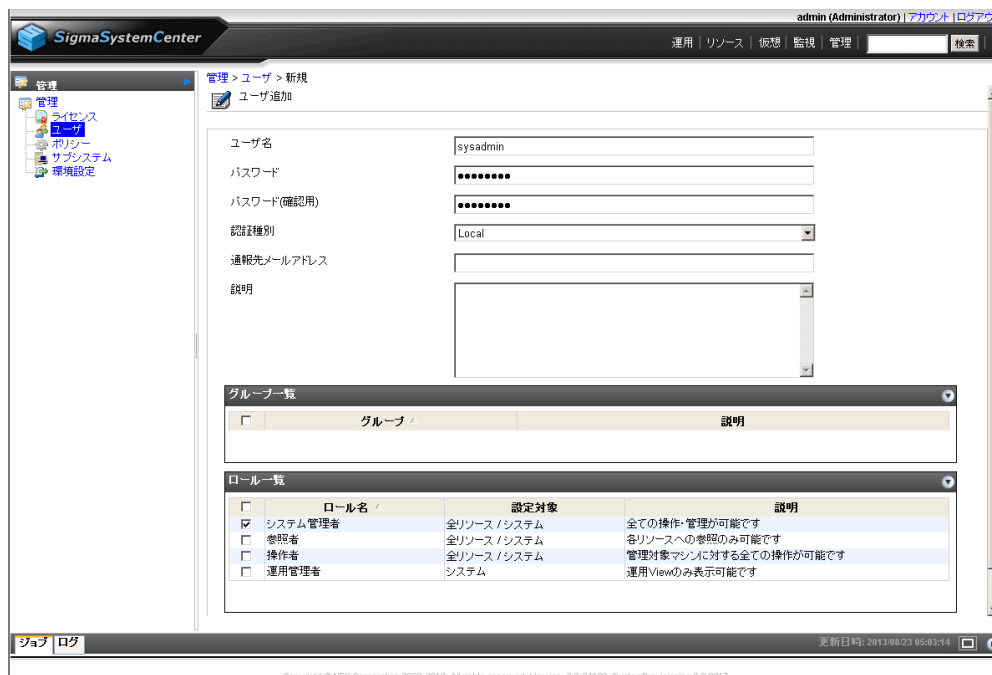 admin (Administrator) | アカウント | ログアウ
SigmaSystemCenter
運用 | リソース | 仮想 | 監視 | 管理 | 検索
管理
管理
ライセンス
ユーザ
ポリシー
サブシステム
環境設定
管理 > ユーザ > 新規
ユーザ追加
ユーザ名 sysadmin
パスワード ●●●●●●●●
パスワード(確認用) ●●●●●●●●
認証種別 Local
通報先メールアドレス
説明
グループ一覧
グループ 説明
ロール一覧
ロール名 設定対象 説明
システム管理者 全リソース / システム 全ての操作・管理が可能です
参照者 全リソース / システム 各リソースへの参照のみ可能です
操作者 全リソース / システム 管理対象マシンに対する全ての操作が可能です
運用管理者 システム 運用Viewのみ表示可能です
ジョブ ログ 更新日時: 2013/08/23 05:03:14